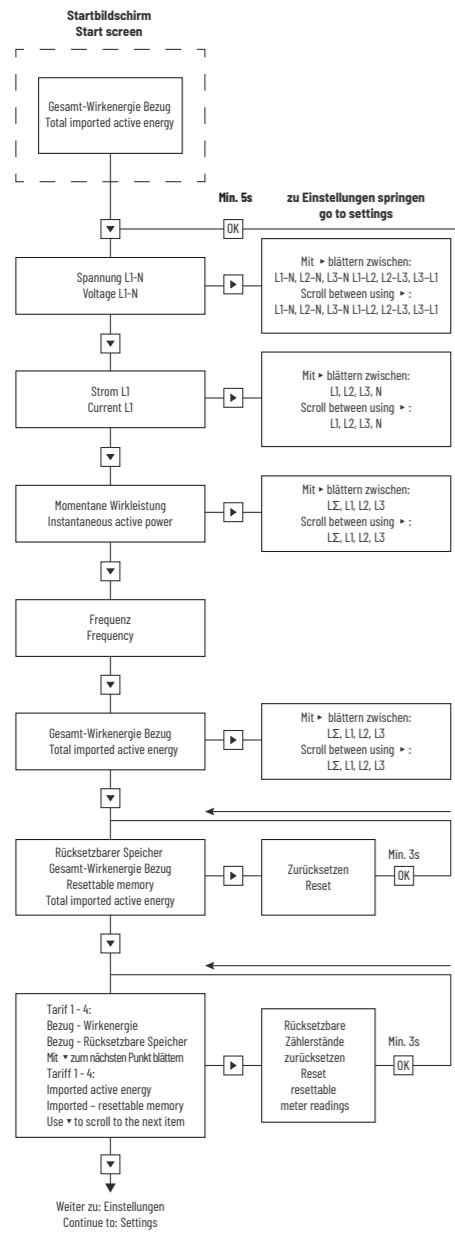 Startbildschirm
Start screen
Gesamt-Wirkenergie Bezug
Total imported active energy
Min. 5s
zu Einstellungen springen
go to settings
▼
OK
Spannung L1-N
Voltage L1-N
►
Mit ► blättern zwischen:
L1-N, L2-N, L3-N L1-L2, L2-L3, L3-L1
Scroll between using ► :
L1-N, L2-N, L3-N L1-L2, L2-L3, L3-L1
▼
Strom L1
Current L1
►
Mit ► blättern zwischen:
L1, L2, L3, N
Scroll between using ► :
L1, L2, L3, N
▼
Momentane Wirkleistung
Instantaneous active power
►
Mit ► blättern zwischen:
LΣ, L1, L2, L3
Scroll between using ► :
LΣ, L1, L2, L3
▼
Frequenz
Frequency
▼
Gesamt-Wirkenergie Bezug
Total imported active energy
►
Mit ► blättern zwischen:
LΣ, L1, L2, L3
Scroll between using ► :
LΣ, L1, L2, L3
▼
Rücksetzbarer Speicher
Gesamt-Wirkenergie Bezug
Resettable memory
Total imported active energy
►
Zurücksetzen
Reset
Min. 3s
OK
▼
Tarif 1 - 4:
Bezug - Wirkenergie
Bezug - Rücksetzbare Speicher
Mit ▼ zum nächsten Punkt blättern
Tariff 1 - 4:
Imported active energy
Imported – resettable memory
Use ▼ to scroll to the next item
►
Rücksetzbare
Zählerstände
zurücksetzen
Reset
resettable
meter readings
Min. 3s
OK
▼
Weiter zu: Einstellungen
Continue to: Settings